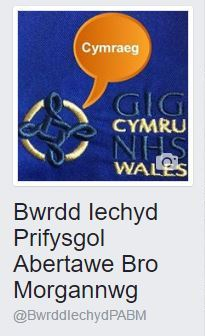 Cymraeg
GIG
CYMRU
NHS
WALES
Bwrdd Iechyd
Prifysgol
Abertawe Bro
Morgannwg
@BwrddIechydPABM